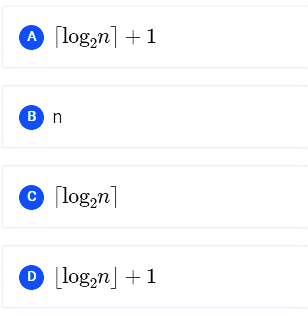 A ⌈log₂n⌉ + 1
B n
C ⌈log₂n⌉
D ⌊log₂n⌋ + 1